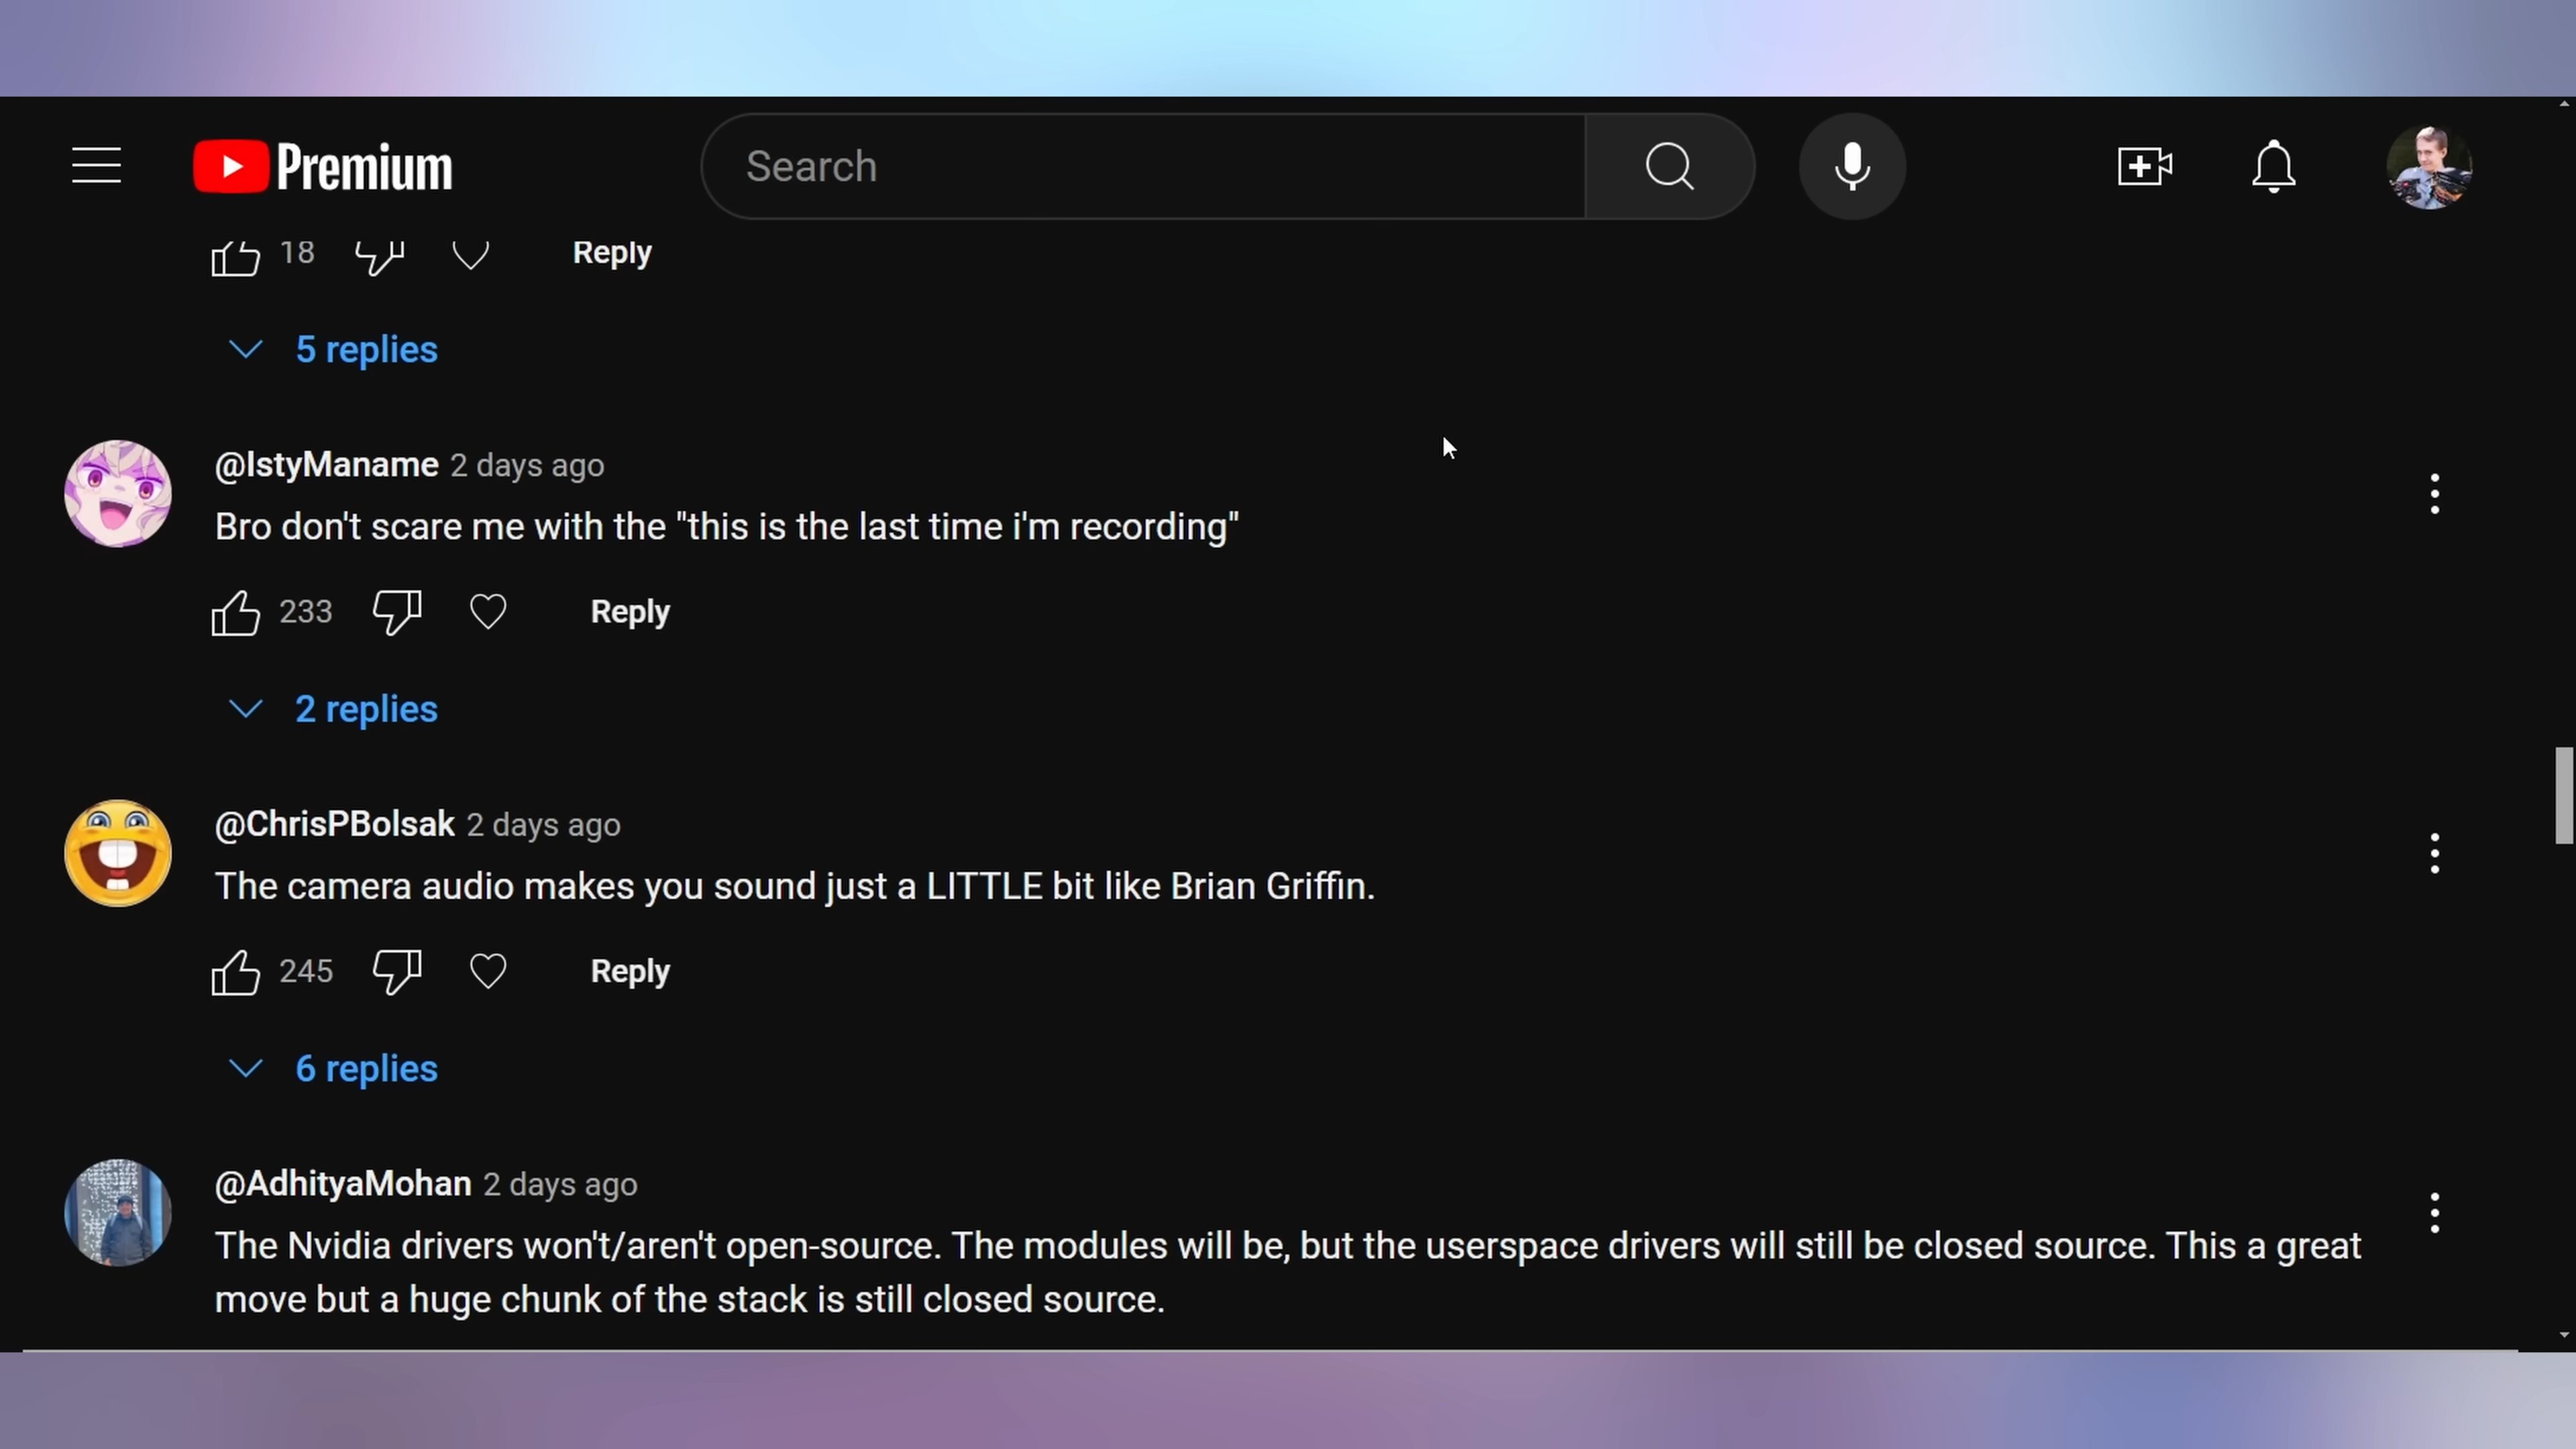 Premium
Search
18 Reply
5 replies
@IstyManame 2 days ago
Bro don't scare me with the "this is the last time i'm recording"
233 Reply
2 replies
@ChrisPBolsak 2 days ago
The camera audio makes you sound just a LITTLE bit like Brian Griffin.
245 Reply
6 replies
@AdhityaMohan 2 days ago
The Nvidia drivers won't/aren't open-source. The modules will be, but the userspace drivers will still be closed source. This a great
move but a huge chunk of the stack is still closed source.